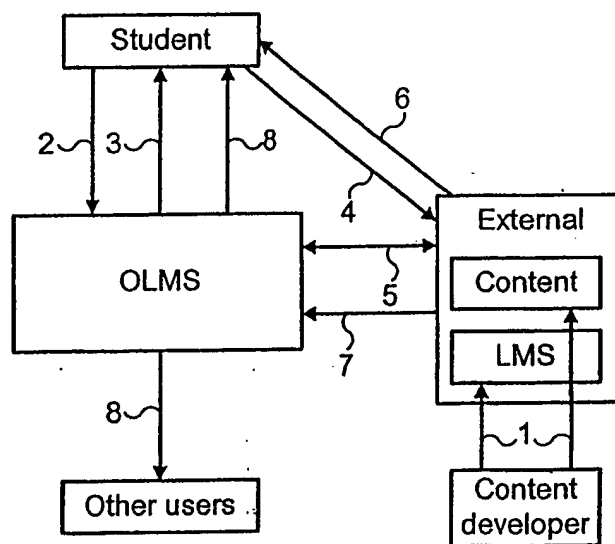 Student
2
3
8
6
4
External
OLMS
5
Content
7
LMS
8
1
Other users
Content
developer